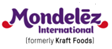 Mondelēz
International
(formerly Kraft Foods)